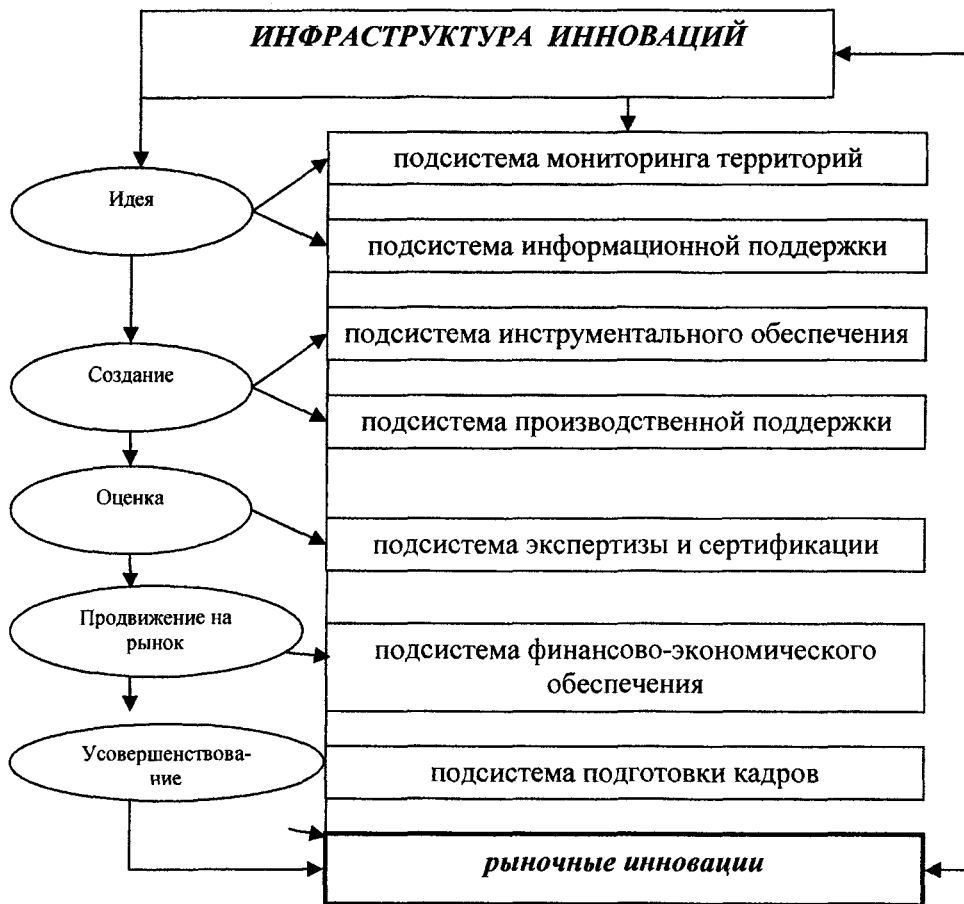 ИНФРАСТРУКТУРА ИННОВАЦИЙ
подсистема мониторинга территорий
Идея
подсистема информационной поддержки
подсистема инструментального обеспечения
Создание
подсистема производственной поддержки
Оценка
подсистема экспертизы и сертификации
Продвижение на
рынок
подсистема финансово-экономического
обеспечения
Усовершенствова-
ние
подсистема подготовки кадров
рыночные инновации